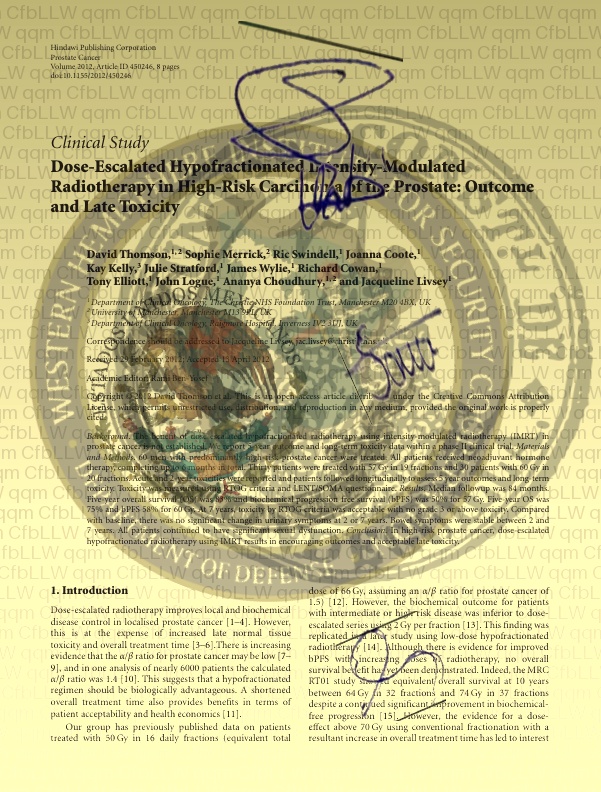 Hindawi Publishing Corporation
Prostate Cancer
Volume 2012, Article ID 450246, 8 pages
doi:10.1155/2012/450246
Clinical Study
Dose-Escalated Hypofractionated Intensity-Modulated
Radiotherapy in High-Risk Carcinoma of the Prostate: Outcome
and Late Toxicity
David Thomson,1,2 Sophie Merrick,2 Ric Swindell,1 Joanna Coote,1
Kay Kelly,3 Julie Stratford,1 James Wylie,1 Richard Cowan,1
Tony Elliott,1 John Logue,1 Ananya Choudhury,1 and Jacqueline Livsey1
1 Department of Clinical Oncology, The Christie NHS Foundation Trust, Manchester M20 4BX, UK
2 University of Manchester, Manchester M13 9PL, UK
3 Department of Clinical Oncology, Raigmore Hospital, Inverness IV2 3UJ, UK
Correspondence should be addressed to Jacqueline Livsey, jac.livsey@christie.nhs.uk
Received 29 February 2012; Accepted 11 April 2012
Academic Editor: Rami Ben-Yosef
Copyright © 2012 David Thomson et al. This is an open access article distributed under the Creative Commons Attribution
License, which permits unrestricted use, distribution, and reproduction in any medium, provided the original work is properly
cited.
Background. The benefit of dose-escalated hypofractionated radiotherapy using intensity-modulated radiotherapy (IMRT) in
prostate cancer is not established. We report 5-year outcome and long-term toxicity data within a phase II clinical trial. Materials
and Methods. 60 men with predominantly high-risk prostate cancer were treated. All patients received neoadjuvant hormone
therapy, completing up to 6 months in total. Thirty patients were treated with 57 Gy in 19 fractions and 30 patients with 60 Gy in
20 fractions. Acute and 2-year toxicities were reported and patients followed longitudinally to assess 5 year outcomes and long-term
toxicity. Toxicity was measured using RTOG criteria and LENT/SOMA questionnaire. Results. Median followup was 84 months.
Five-year overall survival (OS) was 83% and biochemical progression-free survival (bPFS) was 50% for 57 Gy. Five-year OS was
75% and bPFS 58% for 60 Gy. At 7 years, toxicity by RTOG criteria was acceptable with no grade 3 or above toxicity. Compared
with baseline, there was no significant change in urinary symptoms at 2 or 7 years. Bowel symptoms were stable between 2 and
7 years. All patients continued to have significant sexual dysfunction. Conclusion. In high-risk prostate cancer, dose-escalated
hypofractionated radiotherapy using IMRT results in encouraging outcomes and acceptable late toxicity.
1. Introduction
Dose-escalated radiotherapy improves local and biochemical
disease control in localised prostate cancer [1–4]. However,
this is at the expense of increased late normal tissue
toxicity and overall treatment time [3–6].There is increasing
evidence that the α/β ratio for prostate cancer may be low [7–
9], and in one analysis of nearly 6000 patients the calculated
α/β ratio was 1.4 [10]. This suggests that a hypofractionated
regimen should be biologically advantageous. A shortened
overall treatment time also provides benefits in terms of
patient acceptability and health economics [11].
Our group has previously published data on patients
treated with 50 Gy in 16 daily fractions (equivalent total
dose of 66 Gy, assuming an α/β ratio for prostate cancer of
1.5) [12]. However, the biochemical outcome for patients
with intermediate or high risk disease was inferior to dose-
escalated series using 2 Gy per fraction [13]. This finding was
replicated in a later study using low-dose hypofractionated
radiotherapy [14]. Although there is evidence for improved
bPFS with increasing doses of radiotherapy, no overall
survival benefit has yet been demonstrated. Indeed, the MRC
RT01 study showed equivalent overall survival at 10 years
between 64 Gy in 32 fractions and 74 Gy in 37 fractions
despite a continued significant improvement in biochemical-
free progression [15]. However, the evidence for a dose-
effect above 70 Gy using conventional fractionation with a
resultant increase in overall treatment time has led to interest